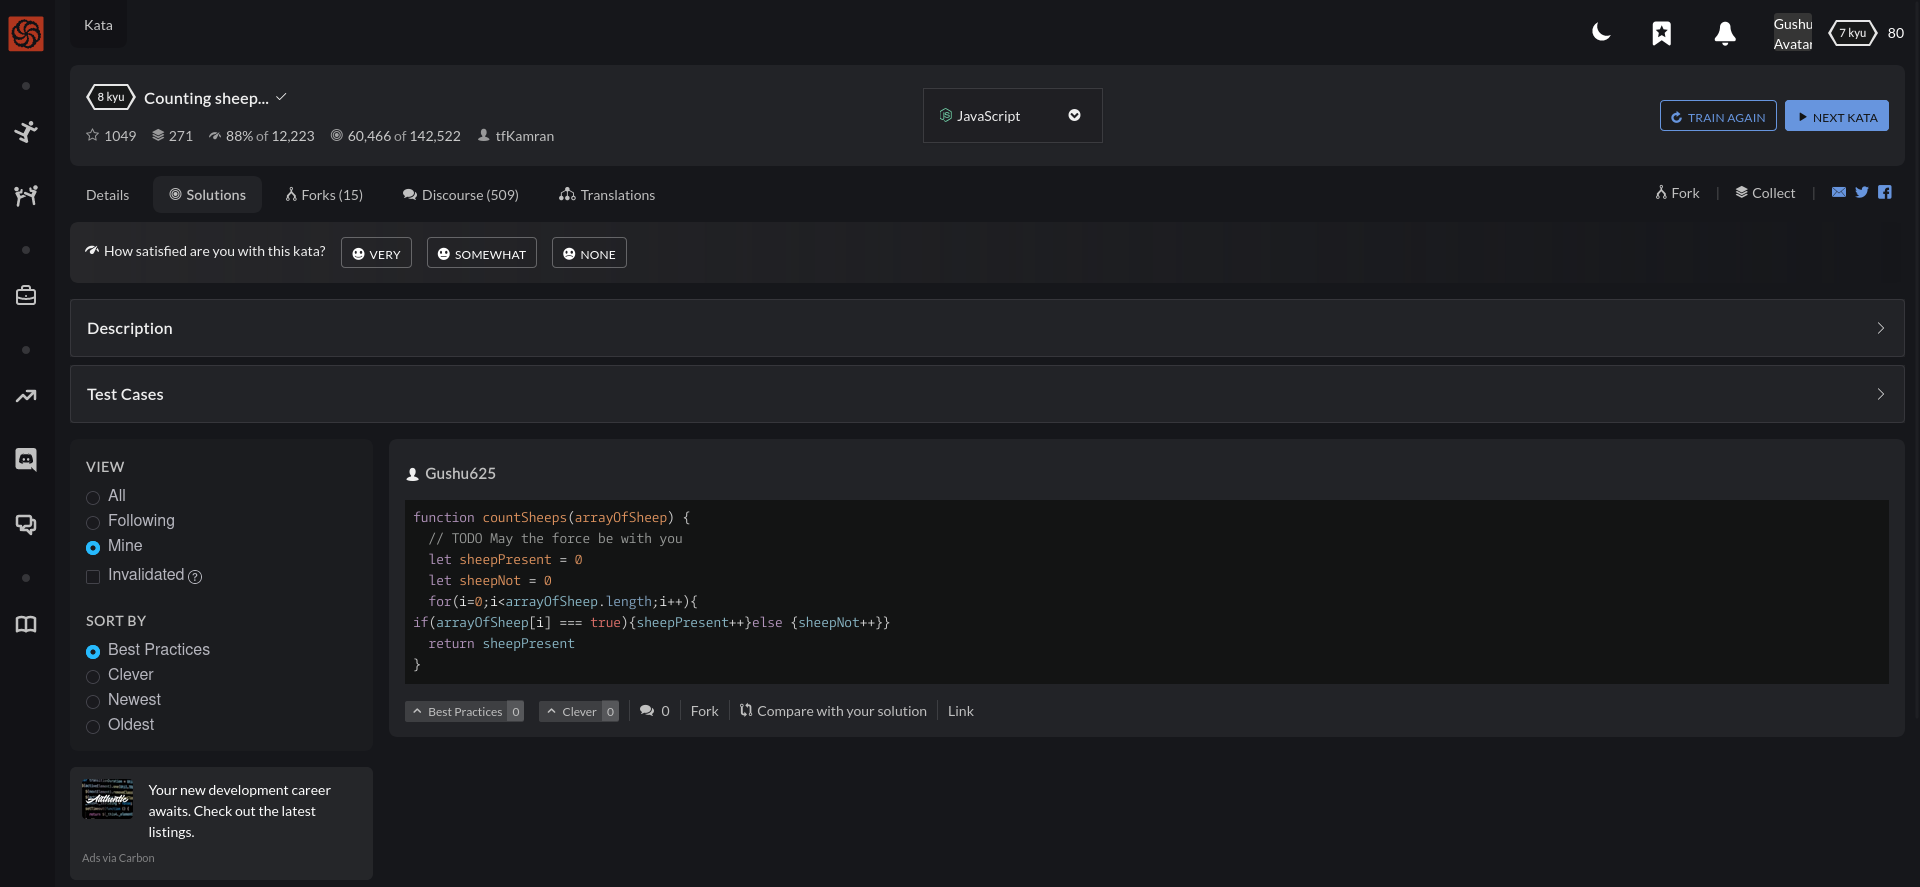 Kata
Gushu
Avatar
7 kyu
80
8 kyu
Counting sheep...
JavaScript
TRAIN AGAIN
NEXT KATA
1049
271
88% of 12,223
60,466 of 142,522
tfKamran
Details
Solutions
Forks (15)
Discourse (509)
Translations
Fork
Collect
How satisfied are you with this kata?
VERY
SOMEWHAT
NONE
Description
Test Cases
VIEW
All
Following
Mine
Invalidated ?
SORT BY
Best Practices
Clever
Newest
Oldest
Authentic
Your new development career
awaits. Check out the latest
listings.
Ads via Carbon
Gushu625
function countSheeps(arrayOfSheep) {
  // TODO May the force be with you
  let sheepPresent = 0
  let sheepNot = 0
  for(i=0;i<arrayOfSheep.length;i++){
if(arrayOfSheep[i] === true){sheepPresent++}else {sheepNot++}}
  return sheepPresent
}
Best Practices 0
Clever 0
0
Fork
Compare with your solution
Link